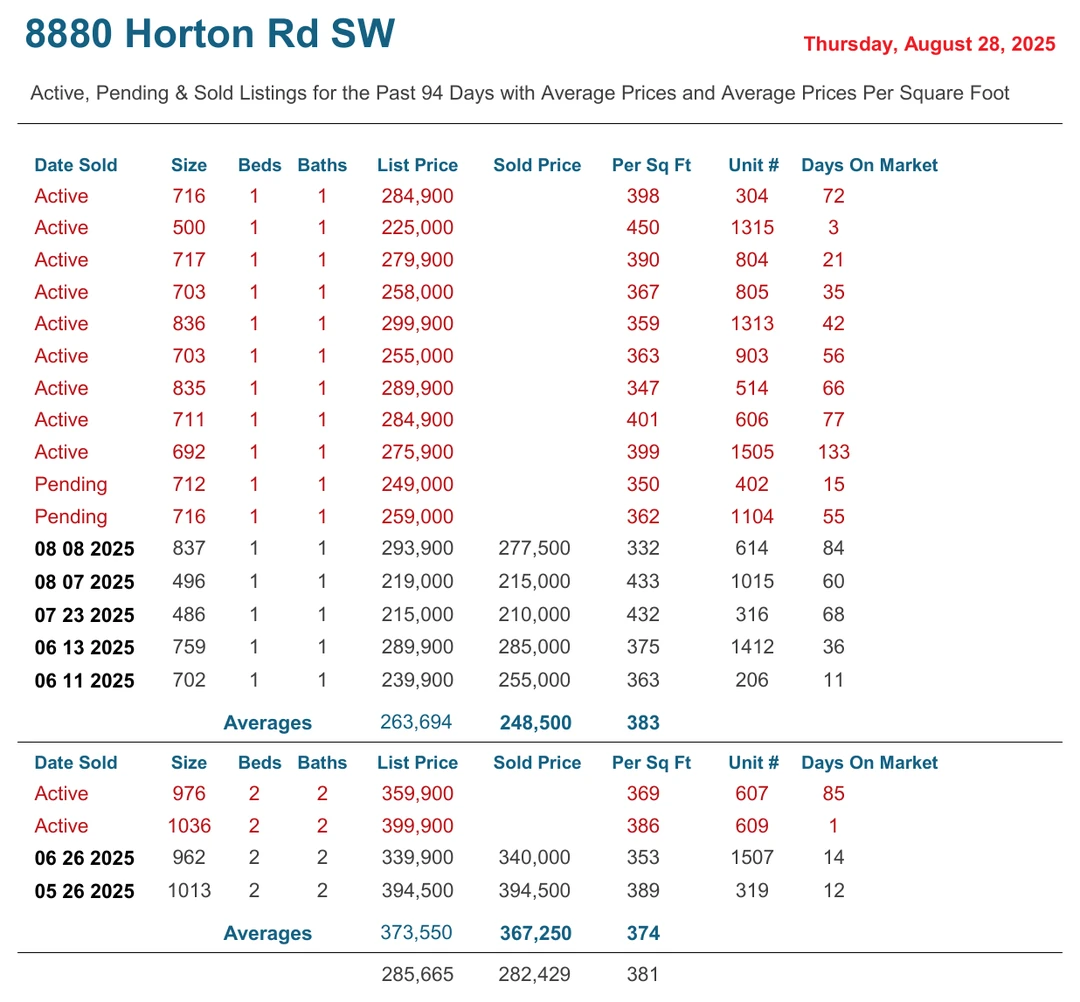 8880 Horton Rd SW
Thursday, August 28, 2025
Active, Pending & Sold Listings for the Past 94 Days with Average Prices and Average Prices Per Square Foot
Date Sold Size Beds Baths List Price Sold Price Per Sq Ft Unit # Days On Market
Active 716 1 1 284,900 398 304 72
Active 500 1 1 225,000 450 1315 3
Active 717 1 1 279,900 390 804 21
Active 703 1 1 258,000 367 805 35
Active 836 1 1 299,900 359 1313 42
Active 703 1 1 255,000 363 903 56
Active 835 1 1 289,900 347 514 66
Active 711 1 1 284,900 401 606 77
Active 692 1 1 275,900 399 1505 133
Pending 712 1 1 249,000 350 402 15
Pending 716 1 1 259,000 362 1104 55
08 08 2025 837 1 1 293,900 277,500 332 614 84
08 07 2025 496 1 1 219,000 215,000 433 1015 60
07 23 2025 486 1 1 215,000 210,000 432 316 68
06 13 2025 759 1 1 289,900 285,000 375 1412 36
06 11 2025 702 1 1 239,900 255,000 363 206 11
Averages 263,694 248,500 383
Date Sold Size Beds Baths List Price Sold Price Per Sq Ft Unit # Days On Market
Active 976 2 2 359,900 369 607 85
Active 1036 2 2 399,900 386 609 1
06 26 2025 962 2 2 339,900 340,000 353 1507 14
05 26 2025 1013 2 2 394,500 394,500 389 319 12
Averages 373,550 367,250 374
285,665 282,429 381